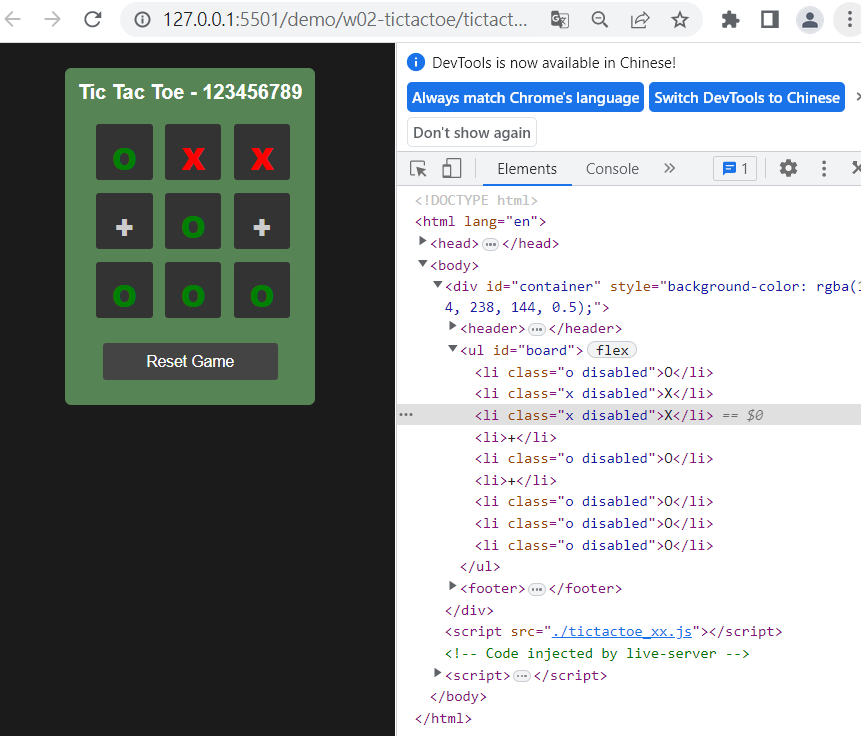 127.0.0.1:5501/demo/w02-tictactoe/tictact...
Tic Tac Toe - 123456789
O X X
+ O +
O O O
Reset Game
DevTools is now available in Chinese!
Always match Chrome's language Switch DevTools to Chinese
Don't show again
Elements Console » 1
<!DOCTYPE html>
<html lang="en">
<head> ... </head>
<body>
<div id="container" style="background-color: rgba(1
4, 238, 144, 0.5);">
<header> ... </header>
<ul id="board"> flex
<li class="o disabled">O</li>
<li class="x disabled">X</li>
<li class="x disabled">X</li> == $0
<li>+</li>
<li class="o disabled">O</li>
<li>+</li>
<li class="o disabled">O</li>
<li class="o disabled">O</li>
<li class="o disabled">O</li>
</ul>
<footer> ... </footer>
</div>
<script src="./tictactoe_xx.js"></script>
<!-- Code injected by live-server -->
<script> ... </script>
</body>
</html>